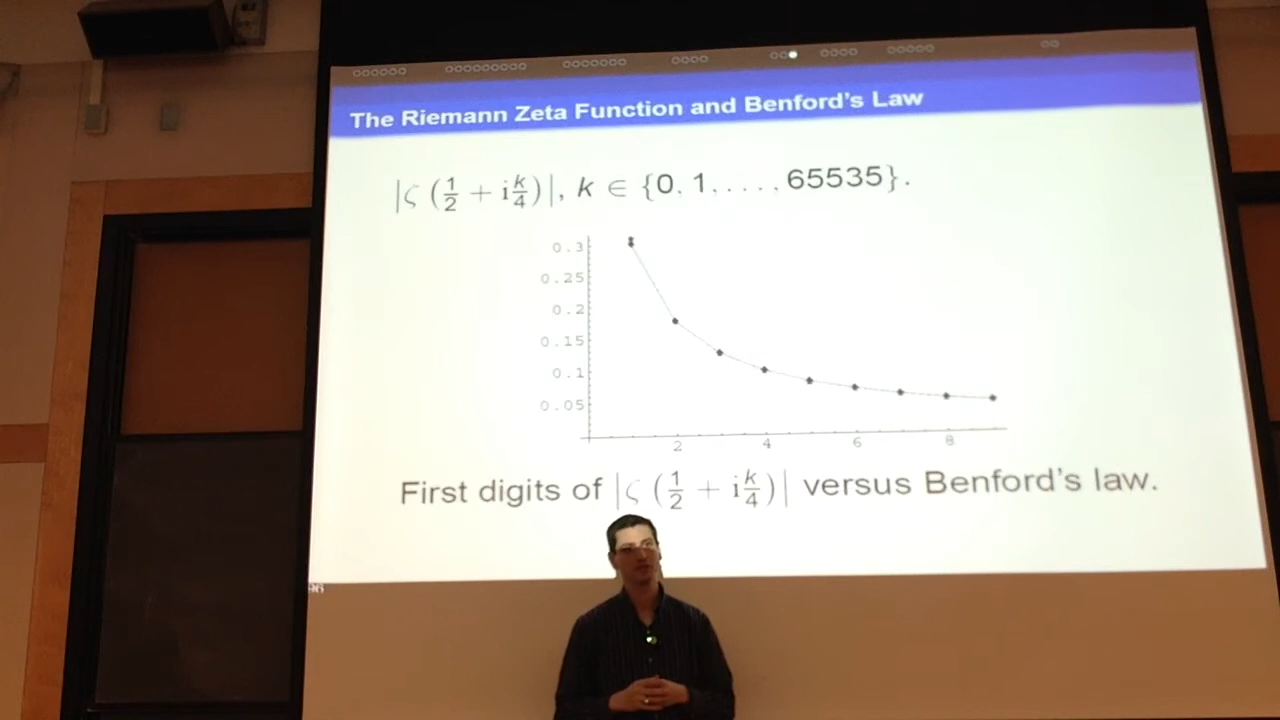 The Riemann Zeta Function and Benford's Law
|ζ (1/2 + i k/4)|, k ∈ {0, 1, . . . , 65535}.
0.3
0.25
0.2
0.15
0.1
0.05
2 4 6 8
First digits of |ζ (1/2 + i k/4)| versus Benford's law.